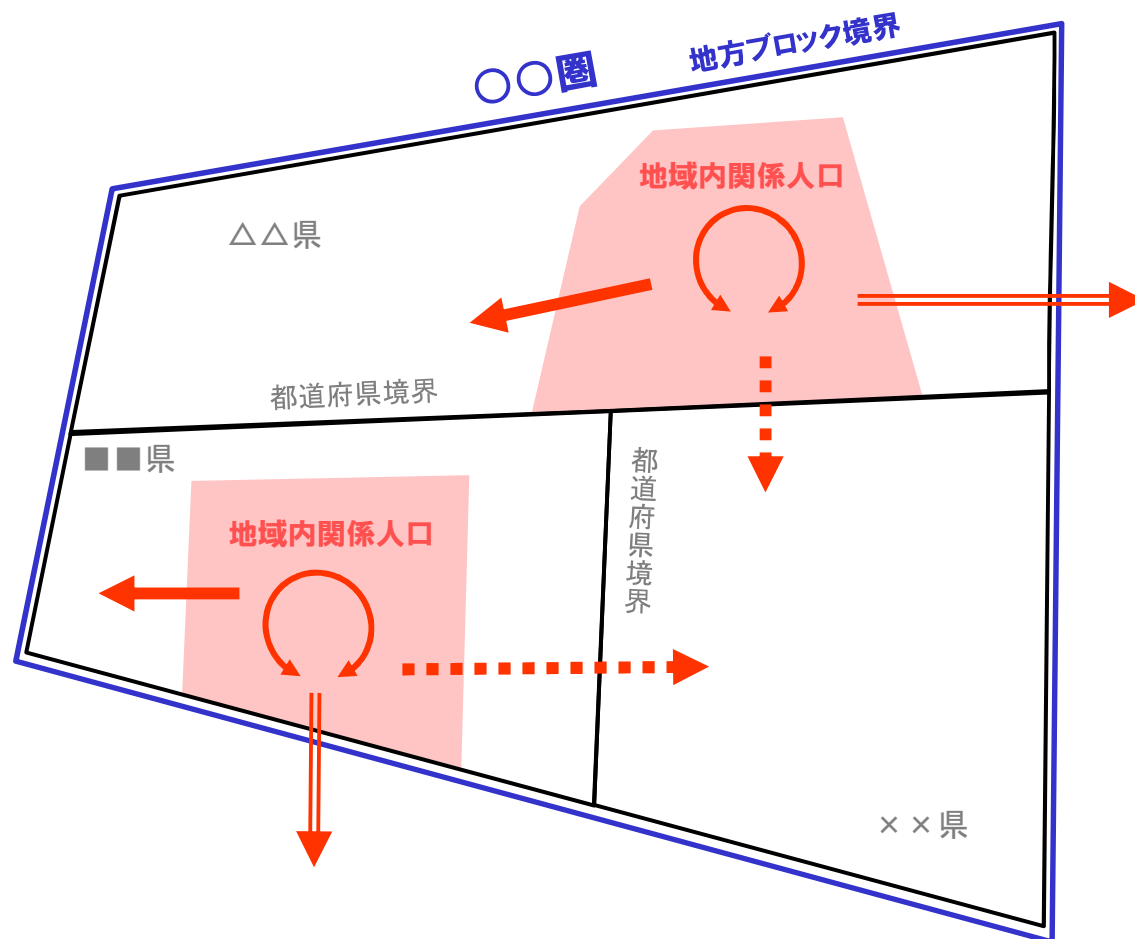 ○○圏
地方ブロック境界
地域内関係人口
△△県
都道府県境界
■■県
都道府県境界
地域内関係人口
××県